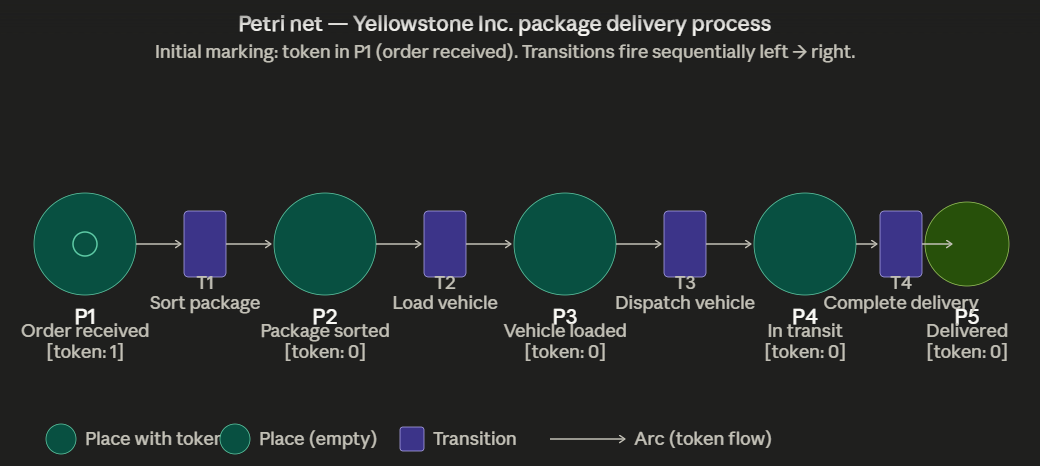 Petri net — Yellowstone Inc. package delivery process
Initial marking: token in P1 (order received). Transitions fire sequentially left → right.
T1
Sort package
T2
Load vehicle
T3
Dispatch vehicle
T4
Complete delivery
P1
Order received
[token: 1]
P2
Package sorted
[token: 0]
P3
Vehicle loaded
[token: 0]
P4
In transit
[token: 0]
P5
Delivered
[token: 0]
Place with token
Place (empty)
Transition
Arc (token flow)